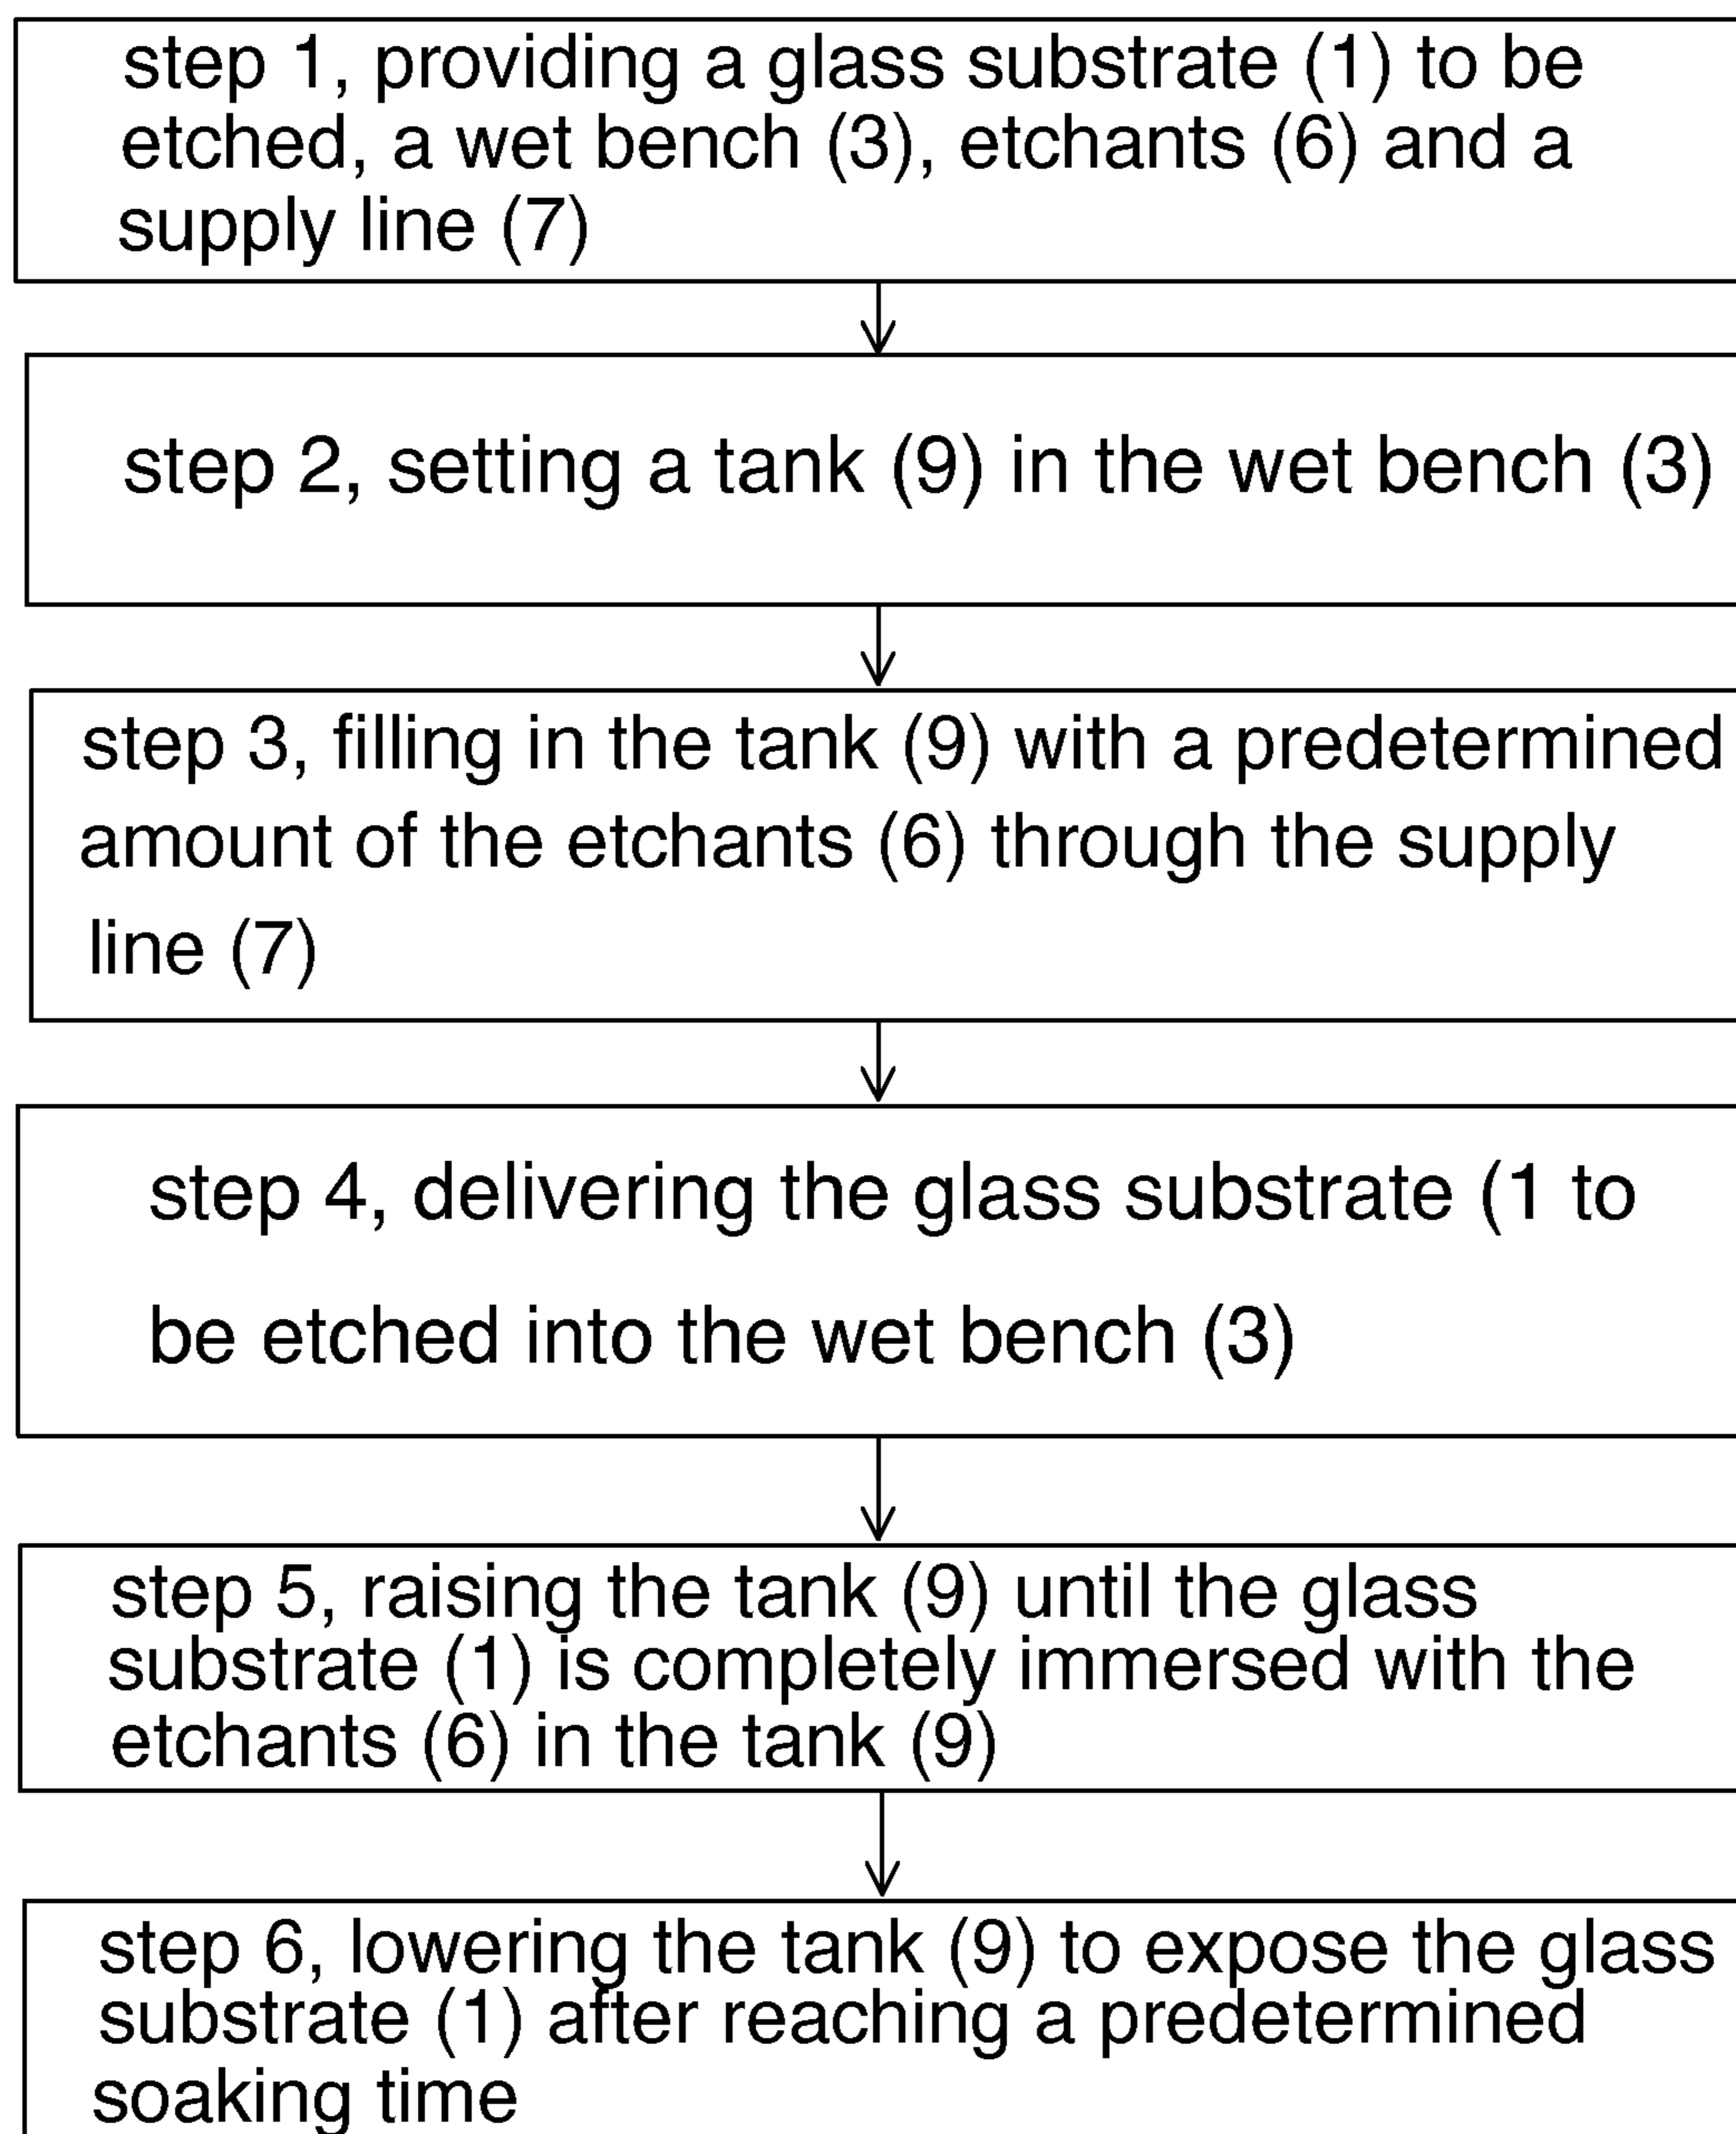 step 1, providing a glass substrate (1) to be
etched, a wet bench (3), etchants (6) and a
supply line (7)
step 2, setting a tank (9) in the wet bench (3)
step 3, filling in the tank (9) with a predetermined
amount of the etchants (6) through the supply
line (7)
step 4, delivering the glass substrate (1 to
be etched into the wet bench (3)
step 5, raising the tank (9) until the glass
substrate (1) is completely immersed with the
etchants (6) in the tank (9)
step 6, lowering the tank (9) to expose the glass
substrate (1) after reaching a predetermined
soaking time